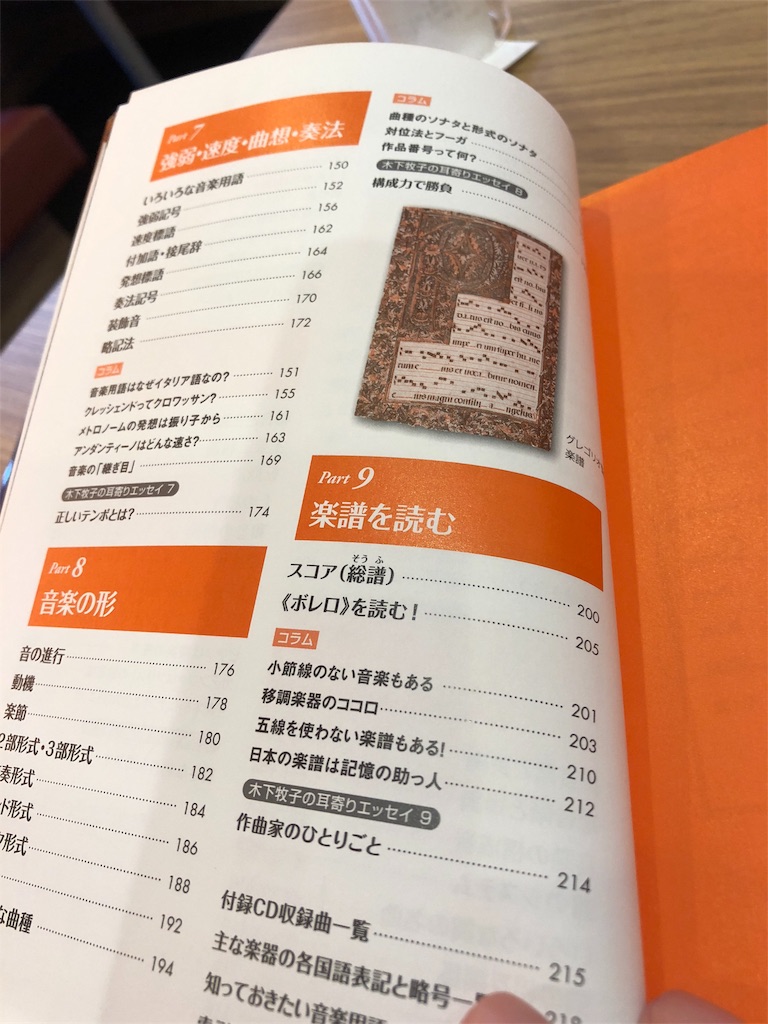 Part 7
強弱・速度・曲想・奏法
いろいろな音楽用語 150
強弱記号 152
速度標語 156
付加語・接尾辞 162
発想標語 164
奏法記号 166
装飾音 170
略記法 172
コラム
音楽用語はなぜイタリア語なの? 151
クレッシェンドってクロワッサン? 155
メトロノームの発想は振り子から 161
アンダンティーノはどんな速さ? 163
音楽の「継ぎ目」 169
木下牧子の耳寄りエッセイ 7
正しいテンポとは? 174
Part 8
音楽の形
音の進行 176
動機 178
楽節 180
2部形式・3部形式 182
奏形式 184
ド形式 186
形式 188
192
な曲種 194
コラム
曲種のソナタと形式のソナタ
対位法とフーガ
作品番号って何?
木下牧子の耳寄りエッセイ 8
構成力で勝負
グレゴリオ
楽譜
Part 9
楽譜を読む
スコア(総譜) 200
そうふ
《ボレロ》を読む! 205
コラム
小節線のない音楽もある 201
移調楽器のココロ 203
五線を使わない楽譜もある! 210
日本の楽譜は記憶の助っ人 212
木下牧子の耳寄りエッセイ 9
作曲家のひとりごと 214
付録CD収録曲一覧 215
主な楽器の各国語表記と略号一 218
知っておきたい音楽用語